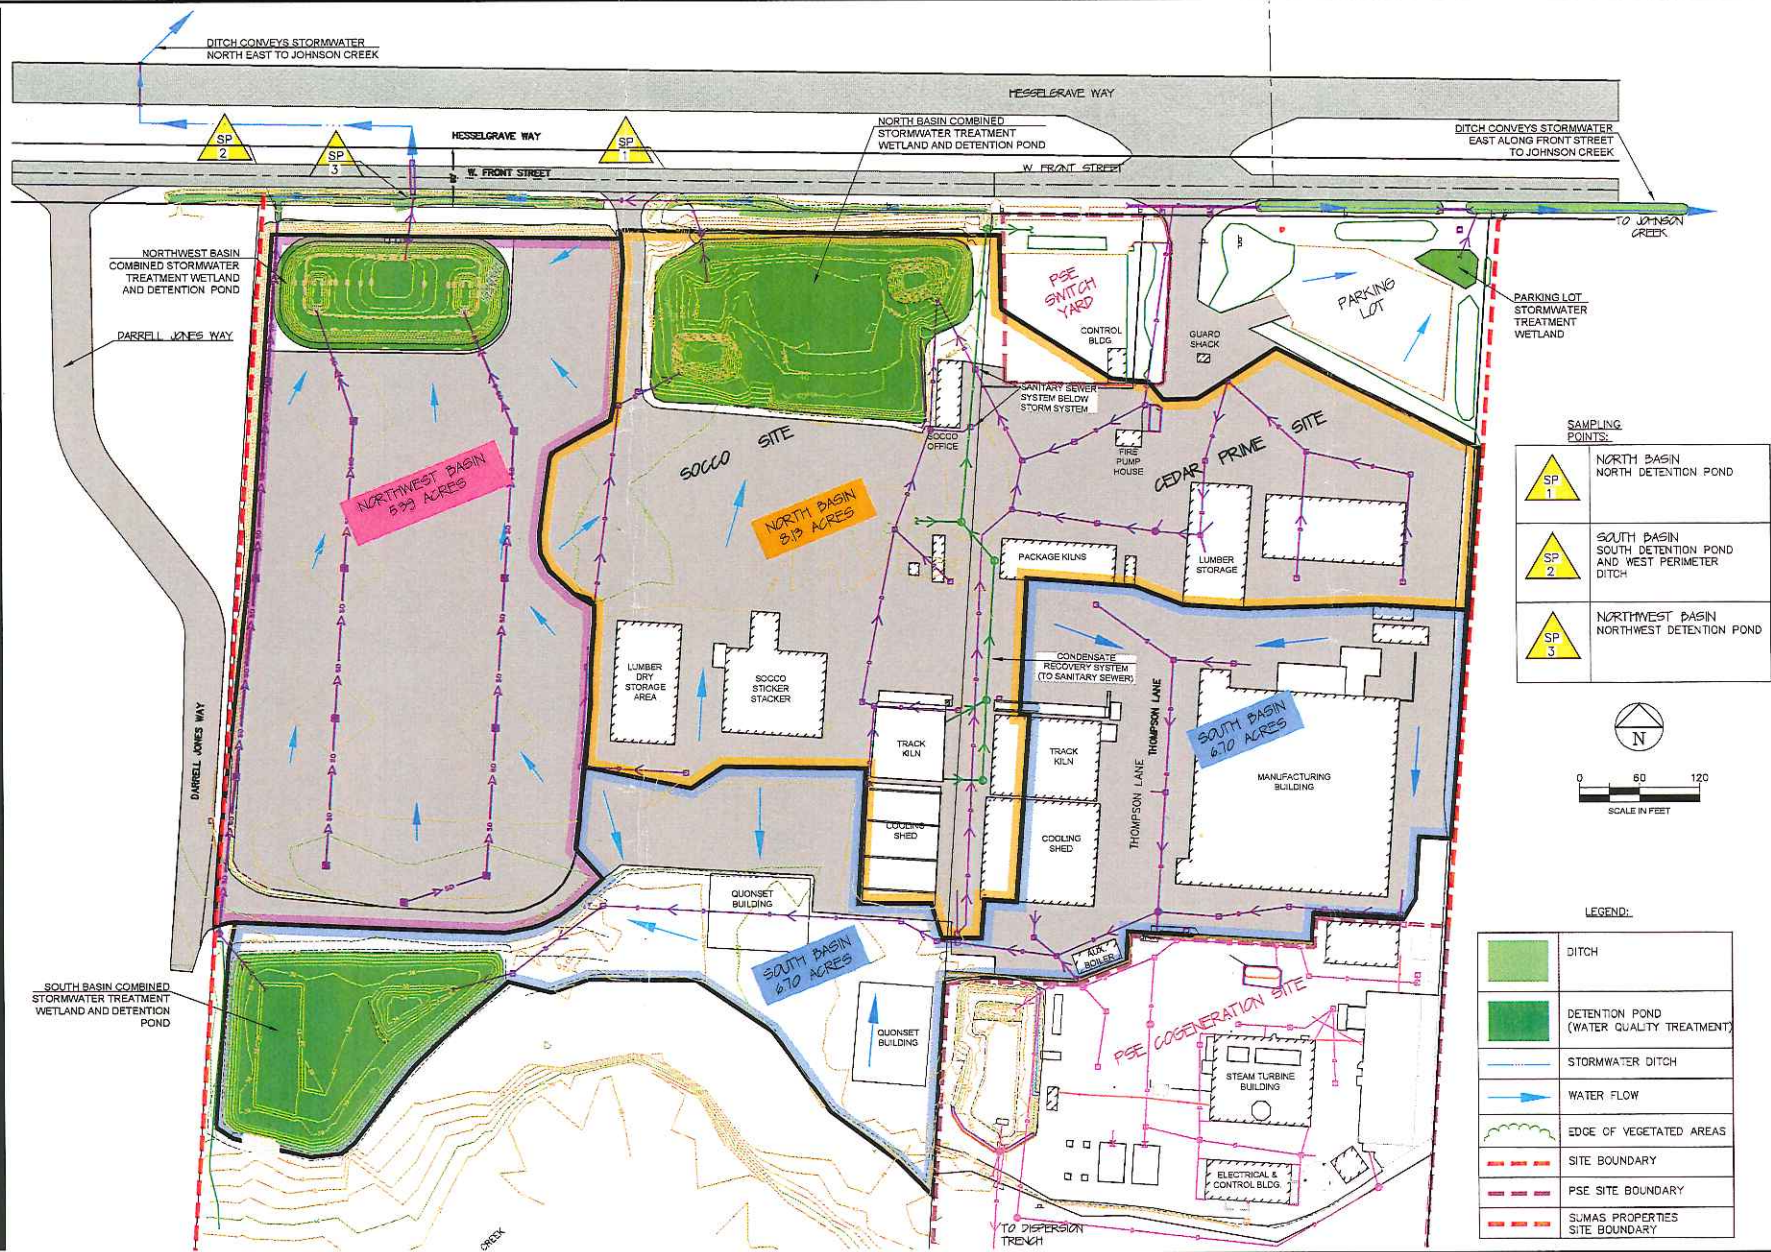 DITCH CONVEYS STORMWATER
NORTH EAST TO JOHNSON CREEK
HESSELGRAVE WAY
SP
2
SP
3
HESSELGRAVE WAY
SP
1
NORTH BASIN COMBINED
STORMWATER TREATMENT
WETLAND AND DETENTION POND
DITCH CONVEYS STORMWATER
EAST ALONG FRONT STREET
TO JOHNSON CREEK
W. FRONT STREET
W. FRONT STREET
TO JOHNSON
CREEK
NORTHWEST BASIN
COMBINED STORMWATER
TREATMENT WETLAND
AND DETENTION POND
DARRELL JONES WAY
PSE
SWITCH
YARD
CONTROL
BLDG.
GUARD
SHACK
PARKING
LOT
PARKING LOT
STORMWATER
TREATMENT
WETLAND
SANITARY SEWER
SYSTEM BELOW
STORM SYSTEM
SOCCO
OFFICE
SOCCO SITE
FIRE
PUMP
HOUSE
CEDAR PRIME SITE
NORTHWEST BASIN
5.99 ACRES
NORTH BASIN
8.13 ACRES
PACKAGE KILNS
LUMBER
STORAGE
SAMPLING
POINTS:
SP
1
NORTH BASIN
NORTH DETENTION POND
SP
2
SOUTH BASIN
SOUTH DETENTION POND
AND WEST PERIMETER
DITCH
SP
3
NORTHWEST BASIN
NORTHWEST DETENTION POND
N
0 60 120
SCALE IN FEET
LUMBER
DRY
STORAGE
AREA
SOCCO
STICKER
STACKER
CONDENSATE
RECOVERY SYSTEM
(TO SANITARY SEWER)
THOMPSON LANE
THOMPSON LANE
SOUTH BASIN
6.70 ACRES
DARRELL JONES WAY
TRACK
KILN
TRACK
KILN
MANUFACTURING
BUILDING
COOLING
SHED
COOLING
SHED
QUONSET
BUILDING
SOUTH BASIN
6.70 ACRES
AUX.
BOILER
SOUTH BASIN COMBINED
STORMWATER TREATMENT
WETLAND AND DETENTION
POND
QUONSET
BUILDING
PSE COGENERATION SITE
STEAM TURBINE
BUILDING
ELECTRICAL &
CONTROL BLDG.
TO DISPERSION
TRENCH
CREEK
LEGEND:
DITCH
DETENTION POND
(WATER QUALITY TREATMENT)
STORMWATER DITCH
WATER FLOW
EDGE OF VEGETATED AREAS
SITE BOUNDARY
PSE SITE BOUNDARY
SUMAS PROPERTIES
SITE BOUNDARY